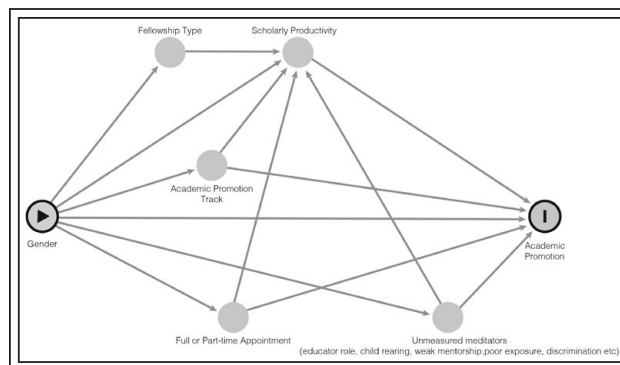 Fellowship Type
Scholarly Productivity
Academic Promotion
Track
Gender
Academic
Promotion
Full or Part-time Appointment
Unmeasured meditators
(educator role, child rearing, weak mentorship,poor exposure, discrimination etc)